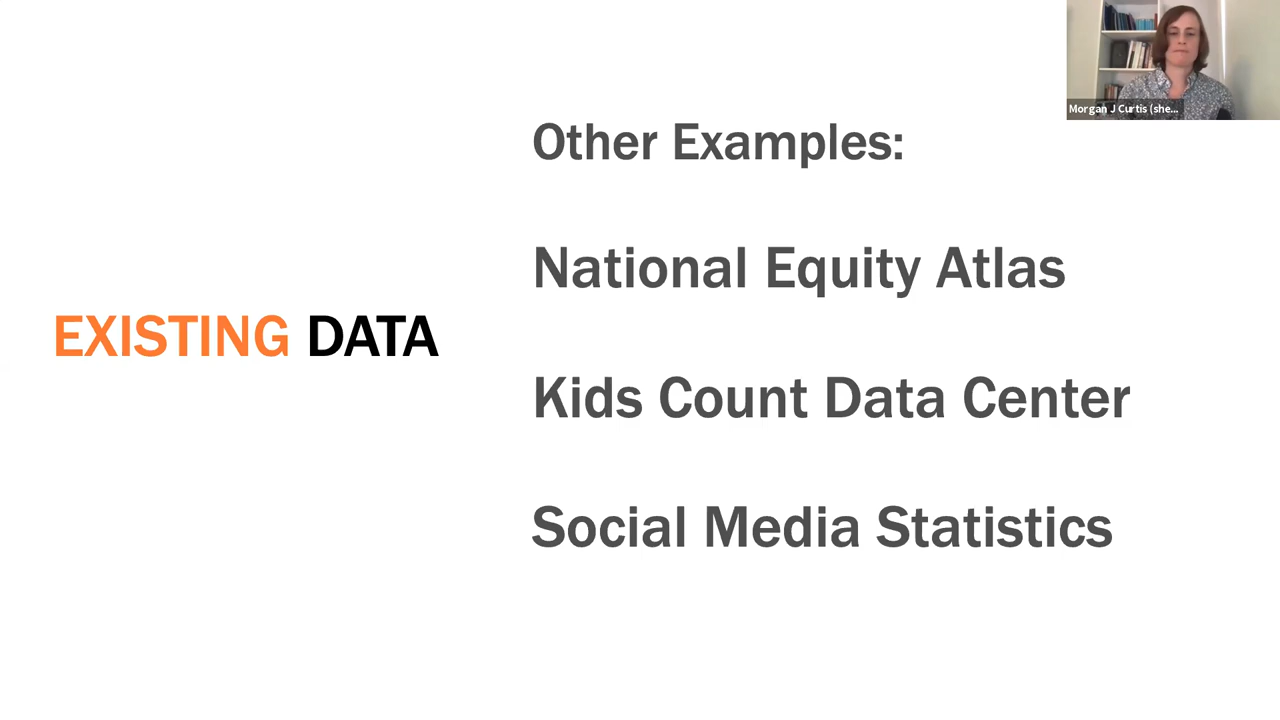 Morgan J Curtis (she...
Other Examples:
National Equity Atlas
EXISTING DATA
Kids Count Data Center
Social Media Statistics